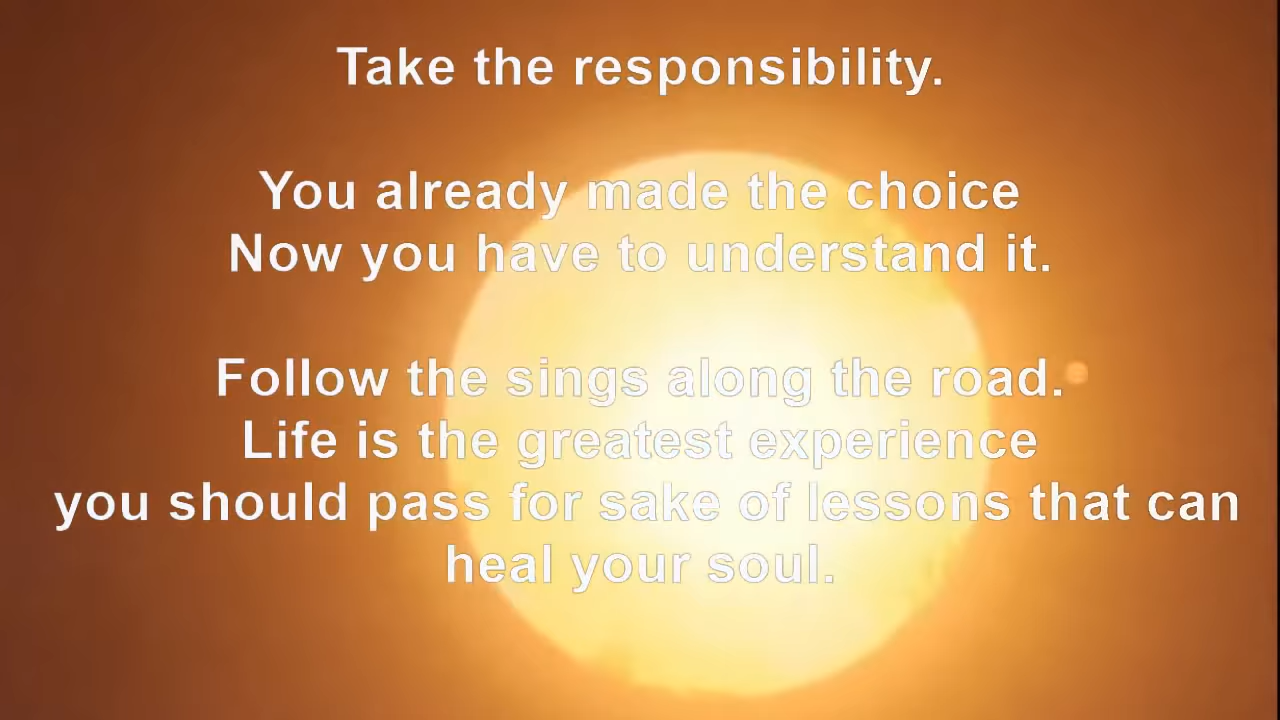 Take the responsibility.
You already made the choice
Now you have to understand it.
Follow the sings along the road.
Life is the greatest experience
you should pass for sake of lessons that can
heal your soul.